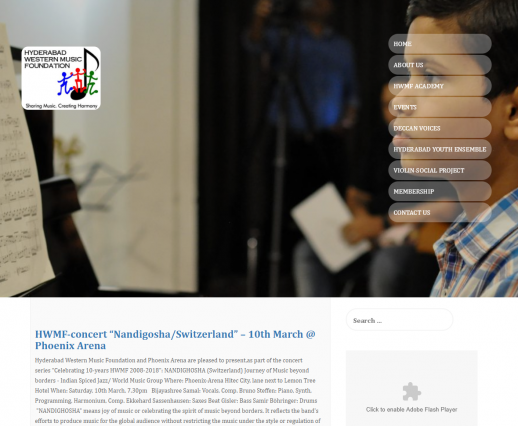 HYDERABAD
WESTERN MUSIC
FOUNDATION
Sharing Music, Creating Harmony
HOME
ABOUT US
HWMF ACADEMY
EVENTS
DECCAN VOICES
HYDERABAD YOUTH ENSEMBLE
VIOLIN SOCIAL PROJECT
MEMBERSHIP
CONTACT US
HWMF-concert “Nandigosha/Switzerland” – 10th March @
Phoenix Arena
Hyderabad Western Music Foundation and Phoenix Arena are pleased to present,as part of the concert
series "Celebrating 10-years HWMF 2008-2018": NANDIGHOSHA (Switzerland) Journey of Music beyond
borders - Indian Spiced Jazz/ World Music Group Where: Phoenix-Arena Hitec City, lane next to Lemon Tree
Hotel When: Saturday, 10th March, 7.30pm   Bijayashree Samal: Vocals, Comp. Bruno Steffen: Piano, Synth,
Programming, Harmonium, Comp. Ekkehard Sassenhausen: Saxes Beat Gisler: Bass Samir Böhringer: Drums
"NANDIGHOSHA" means joy of music or celebrating the spirit of music beyond borders. It reflects the band's
efforts to produce music for the global audience without restricting the music under the style or regulation of
Search ...
Click to enable Adobe Flash Player